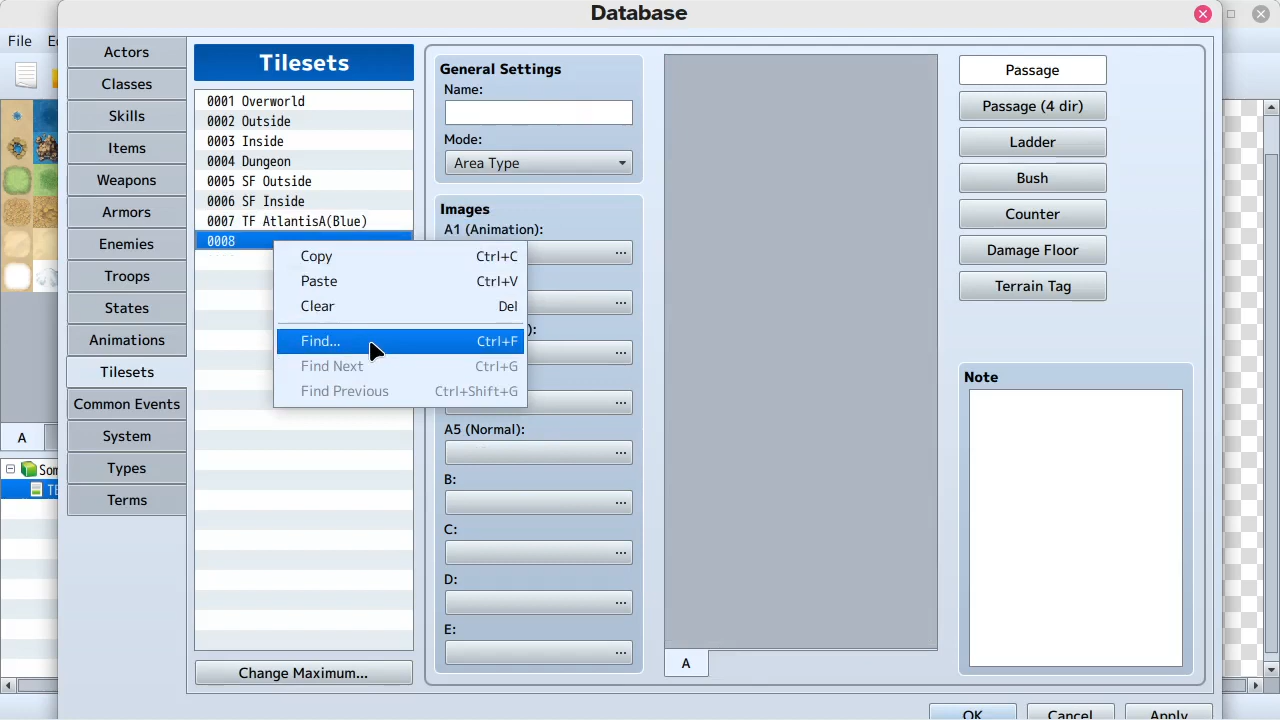 Database
File
Actors
Classes
Skills
Items
Weapons
Armors
Enemies
Troops
States
Animations
Tilesets
Common Events
System
Types
Terms
Tilesets
0001 Overworld
0002 Outside
0003 Inside
0004 Dungeon
0005 SF Outside
0006 SF Inside
0007 TF AtlantisA(Blue)
0008
Copy Ctrl+C
Paste Ctrl+V
Clear Del
Find... Ctrl+F
Find Next Ctrl+G
Find Previous Ctrl+Shift+G
Change Maximum...
General Settings
Name:
Mode:
Area Type
Images
A1 (Animation):
...
...
):
...
...
A5 (Normal):
...
B:
...
C:
...
D:
...
E:
...
A
Passage
Passage (4 dir)
Ladder
Bush
Counter
Damage Floor
Terrain Tag
Note
OK
Cancel
Apply
A